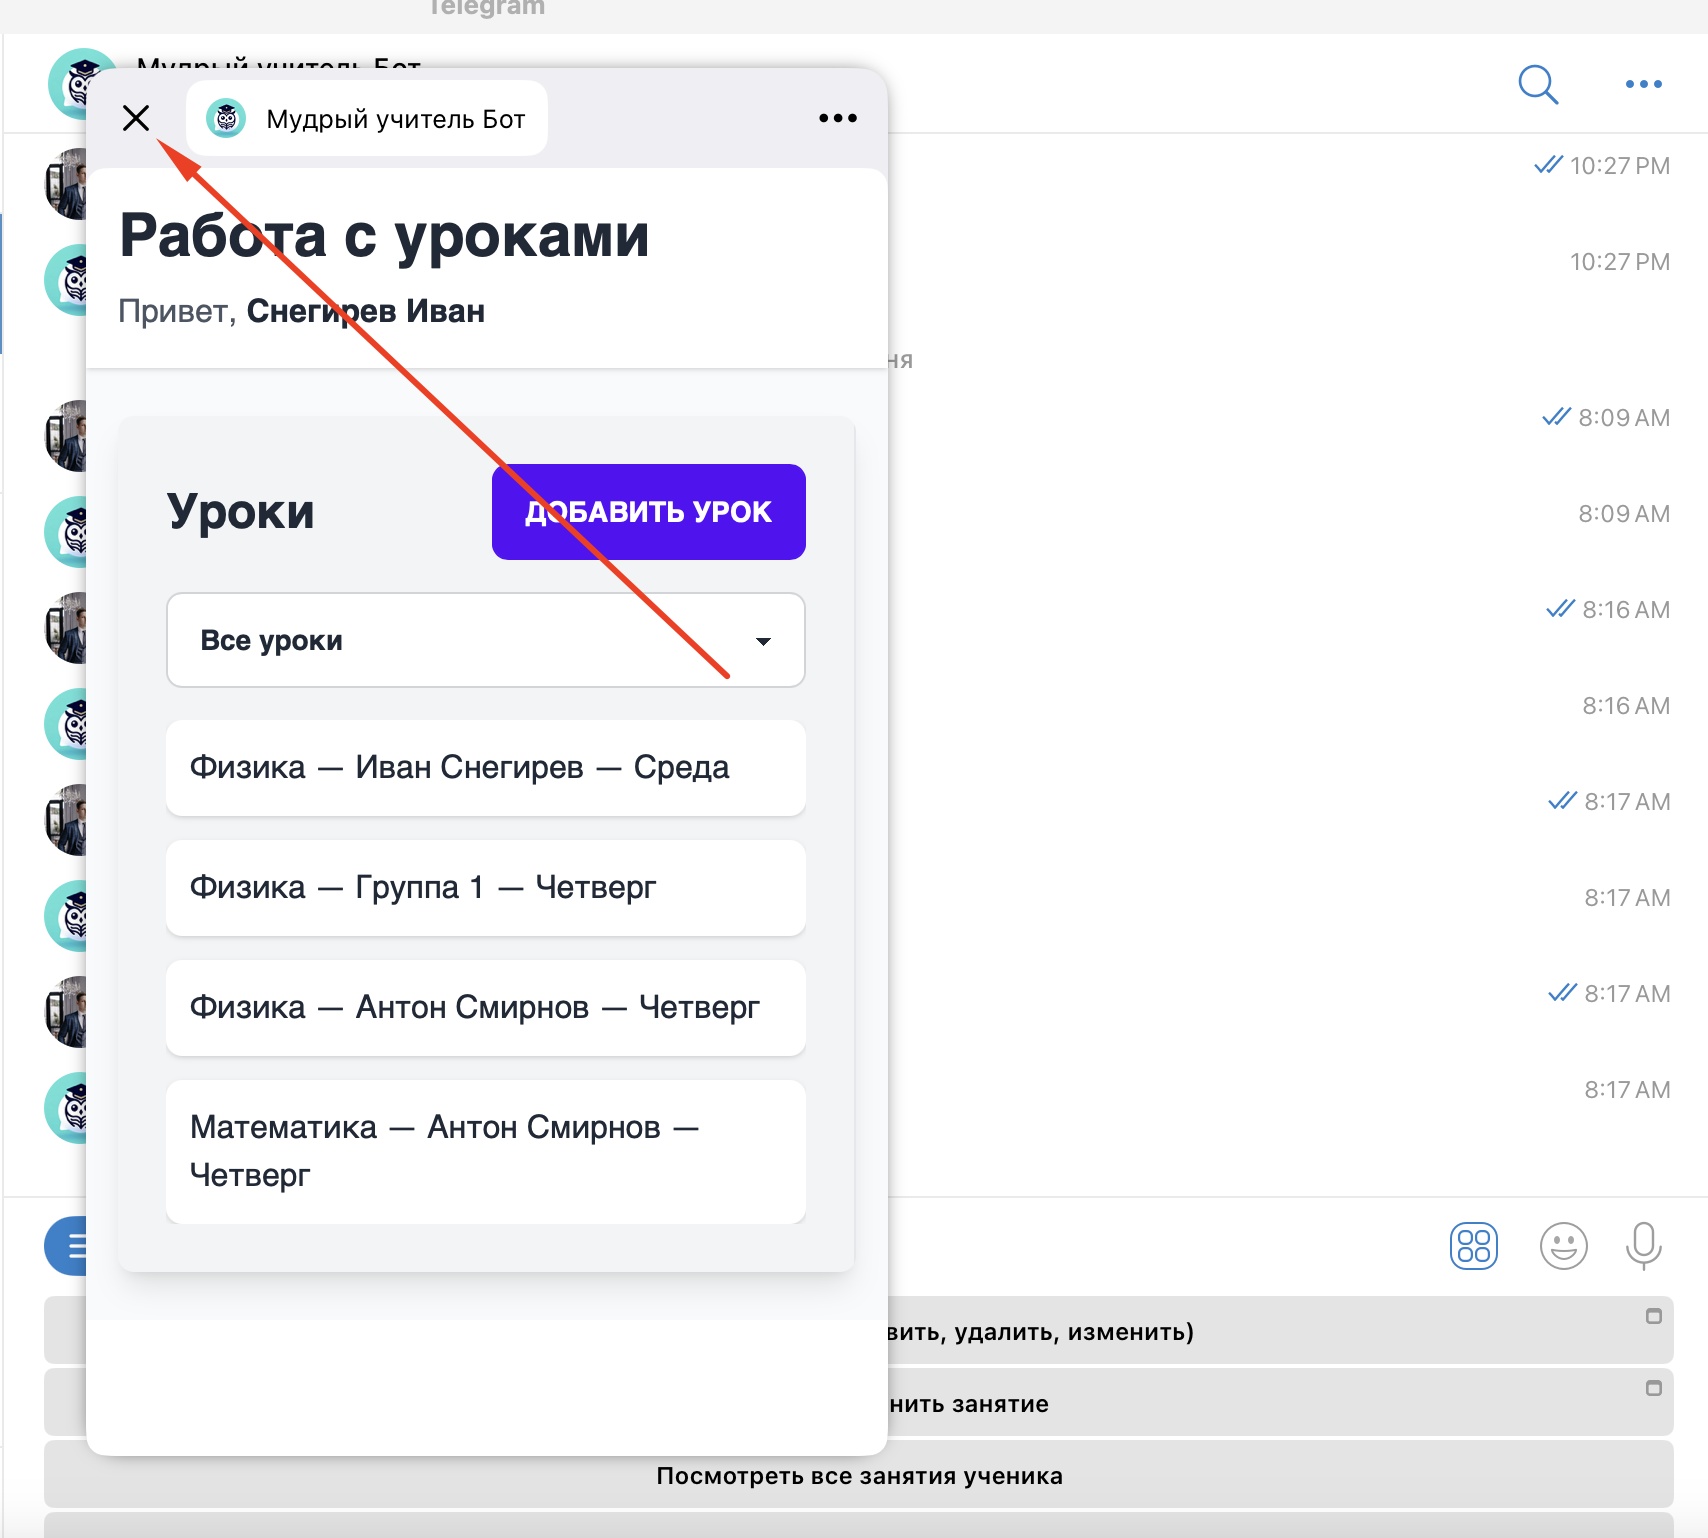 Telegram
Мудрый учитель Бот
Мудрый учитель Бот
Работа с уроками
Привет, Снегирев Иван
Уроки
ДОБАВИТЬ УРОК
Все уроки
Физика — Иван Снегирев — Среда
Физика — Группа 1 — Четверг
Физика — Антон Смирнов — Четверг
Математика — Антон Смирнов —
Четверг
10:27 PM
10:27 PM
ня
8:09 AM
8:09 AM
8:16 AM
8:16 AM
8:17 AM
8:17 AM
8:17 AM
8:17 AM
вить, удалить, изменить)
нить занятие
Посмотреть все занятия ученика